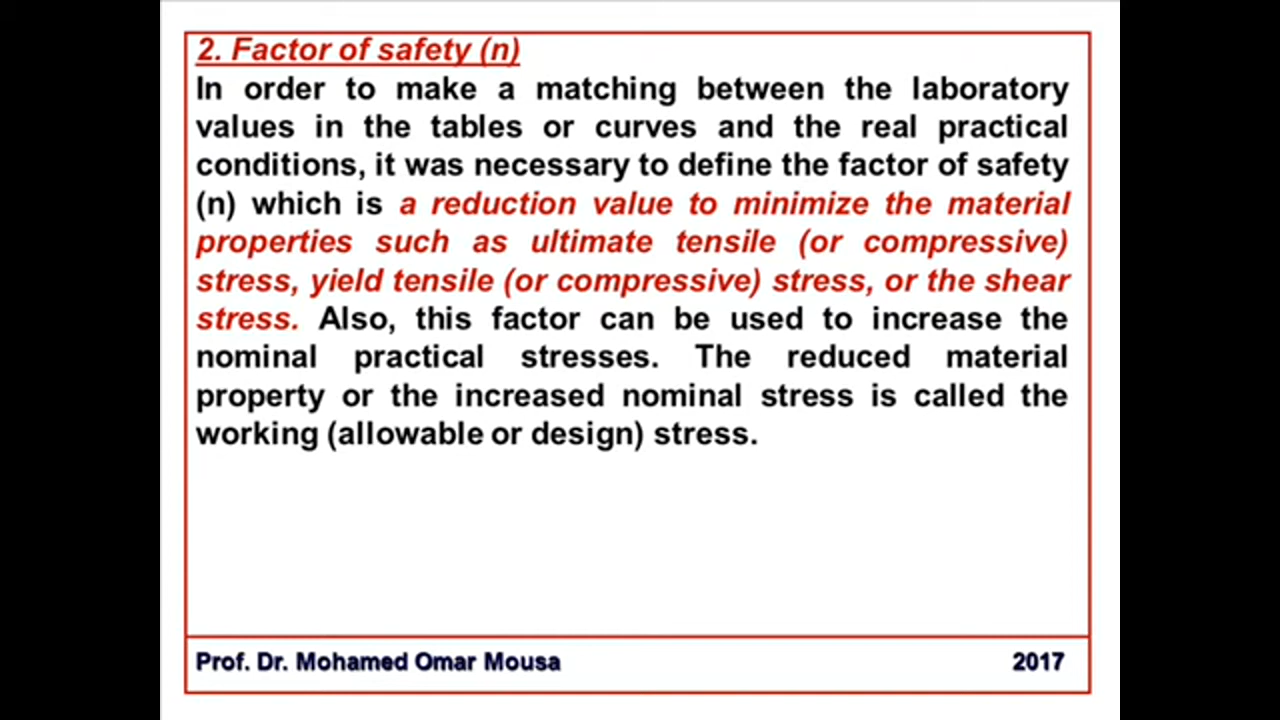 2. Factor of safety (n)
In order to make a matching between the laboratory
values in the tables or curves and the real practical
conditions, it was necessary to define the factor of safety
(n) which is a reduction value to minimize the material
properties such as ultimate tensile (or compressive)
stress, yield tensile (or compressive) stress, or the shear
stress. Also, this factor can be used to increase the
nominal practical stresses. The reduced material
property or the increased nominal stress is called the
working (allowable or design) stress.
Prof. Dr. Mohamed Omar Mousa 2017